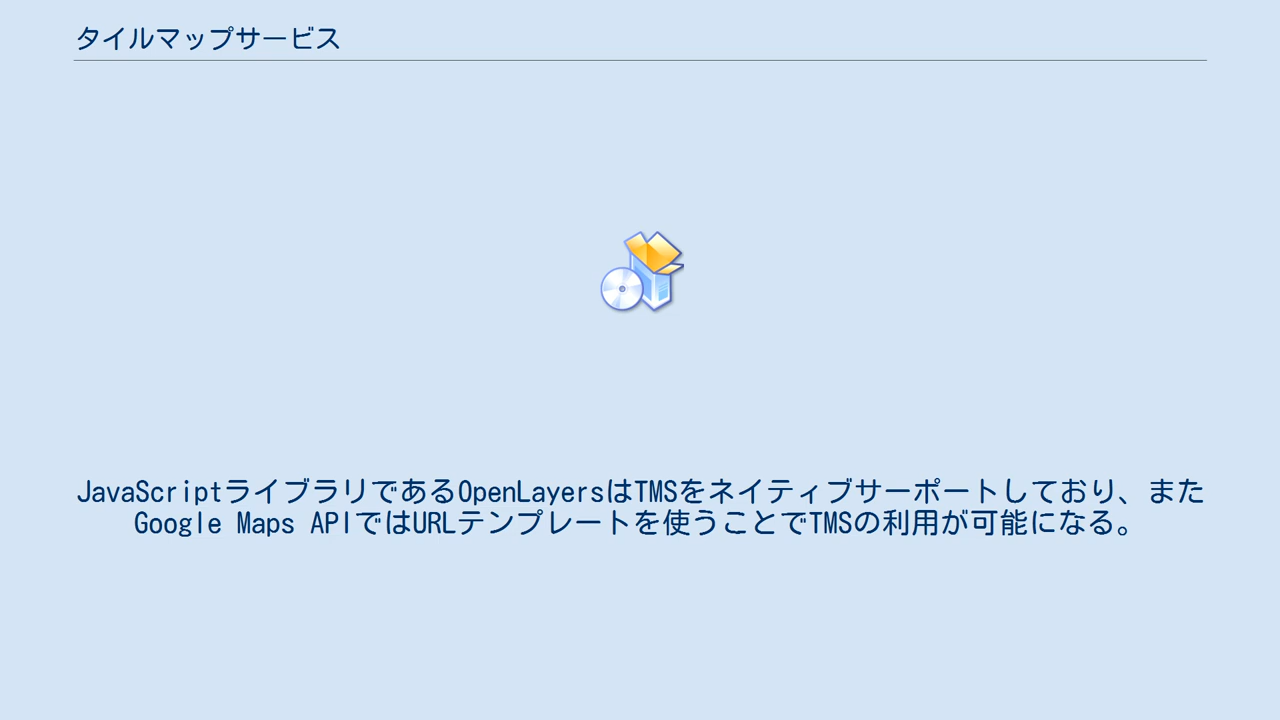 タイルマップサービス
JavaScriptライブラリであるOpenLayersはTMSをネイティブサーポートしており、また
Google Maps APIではURLテンプレートを使うことでTMSの利用が可能になる。